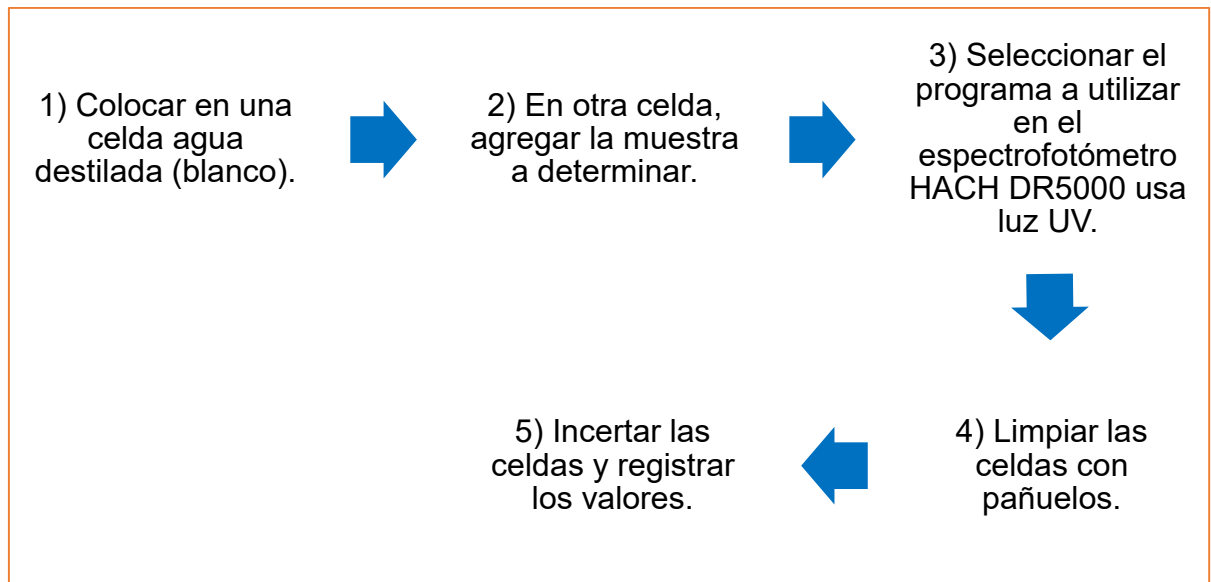 1) Colocar en una
celda agua
destilada (blanco).
2) En otra celda,
agregar la muestra
a determinar.
3) Seleccionar el
programa a utilizar
en el
espectrofotómetro
HACH DR5000 usa
luz UV.
4) Limpiar las
celdas con
pañuelos.
5) Incertar las
celdas y registrar
los valores.